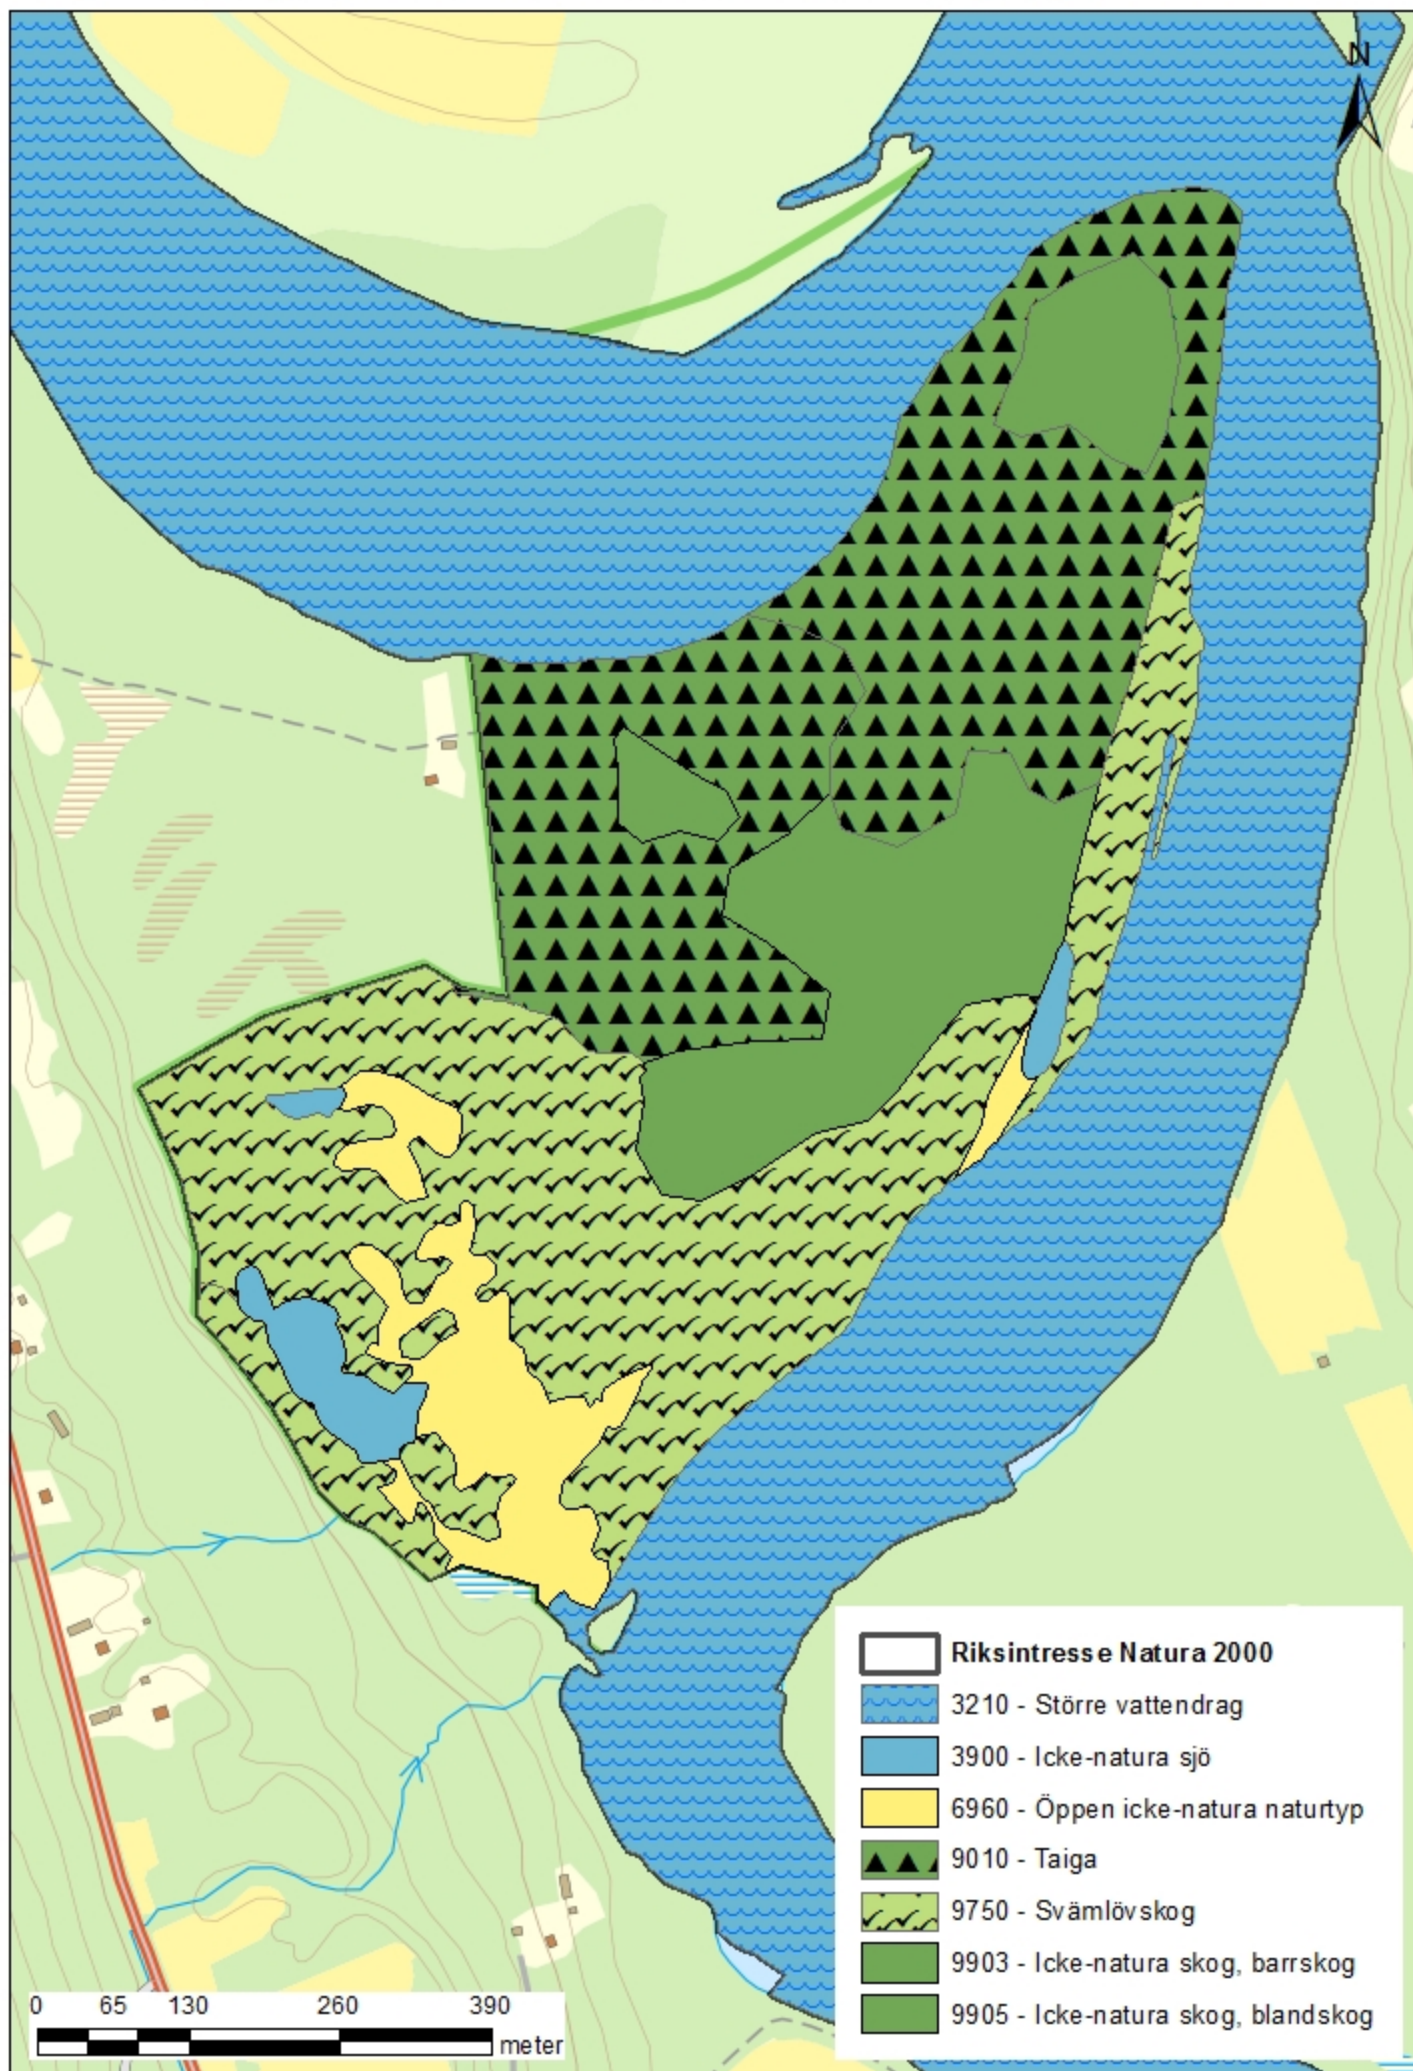 N
Riksintresse Natura 2000
3210 - Större vattendrag
3900 - Icke-natura sjö
6960 - Öppen icke-natura naturtyp
9010 - Taiga
9750 - Svämlövskog
9903 - Icke-natura skog, barrskog
9905 - Icke-natura skog, blandskog
0 65 130 260 390
meter